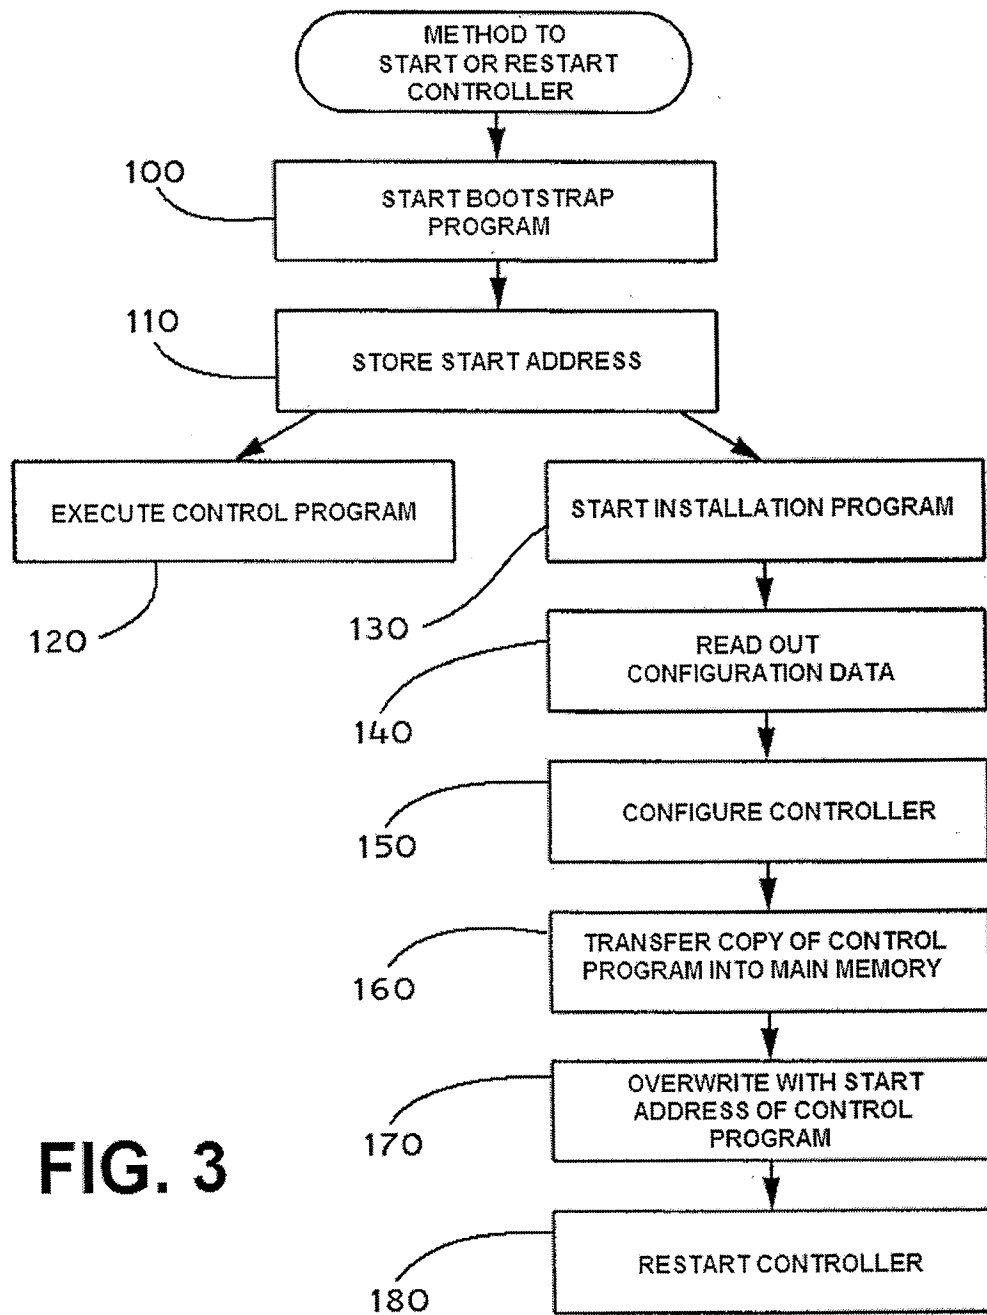 METHOD TO
START OR RESTART
CONTROLLER
100
START BOOTSTRAP
PROGRAM
110
STORE START ADDRESS
EXECUTE CONTROL PROGRAM
120
START INSTALLATION PROGRAM
130
READ OUT
CONFIGURATION DATA
140
CONFIGURE CONTROLLER
150
TRANSFER COPY OF CONTROL
PROGRAM INTO MAIN MEMORY
160
OVERWRITE WITH START
ADDRESS OF CONTROL
PROGRAM
170
RESTART CONTROLLER
180
FIG. 3